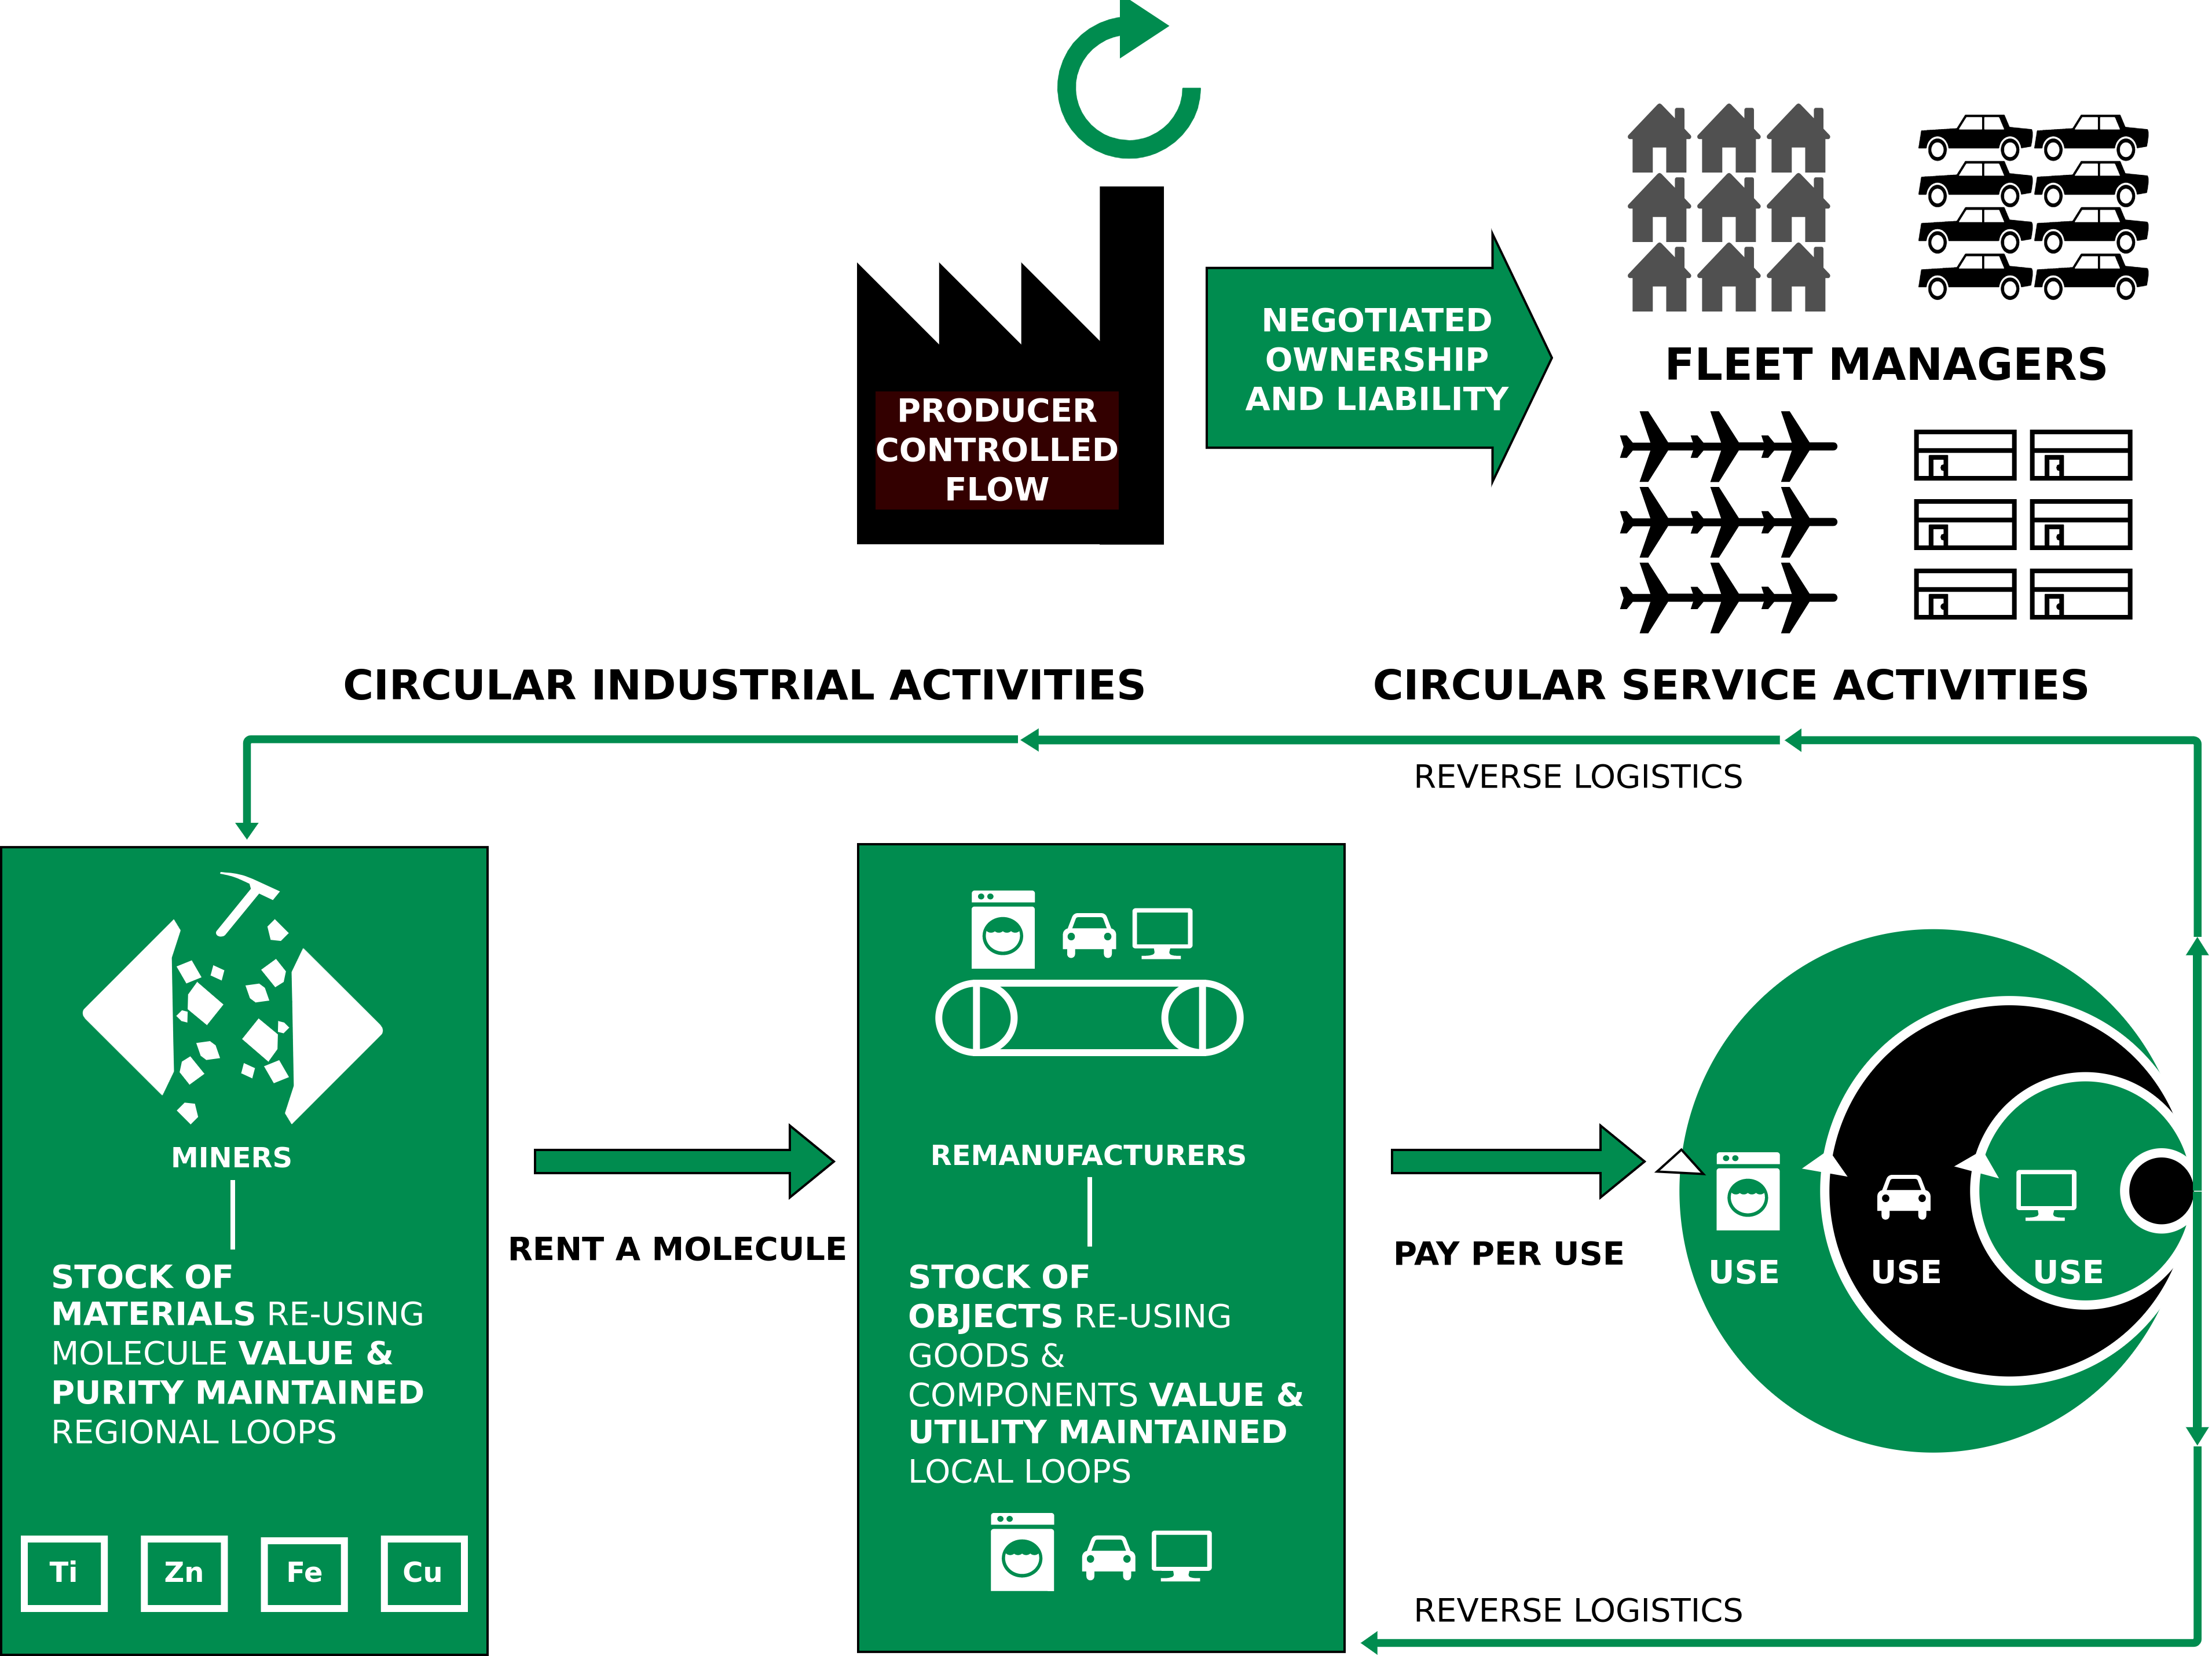 PRODUCER
CONTROLLED
FLOW
NEGOTIATED
OWNERSHIP
AND LIABILITY
FLEET MANAGERS
CIRCULAR INDUSTRIAL ACTIVITIES
CIRCULAR SERVICE ACTIVITIES
REVERSE LOGISTICS
MINERS
STOCK OF
MATERIALS RE-USING
MOLECULE VALUE &
PURITY MAINTAINED
REGIONAL LOOPS
Ti
Zn
Fe
Cu
RENT A MOLECULE
REMANUFACTURERS
STOCK OF
OBJECTS RE-USING
GOODS &
COMPONENTS VALUE &
UTILITY MAINTAINED
LOCAL LOOPS
PAY PER USE
USE
USE
USE
REVERSE LOGISTICS